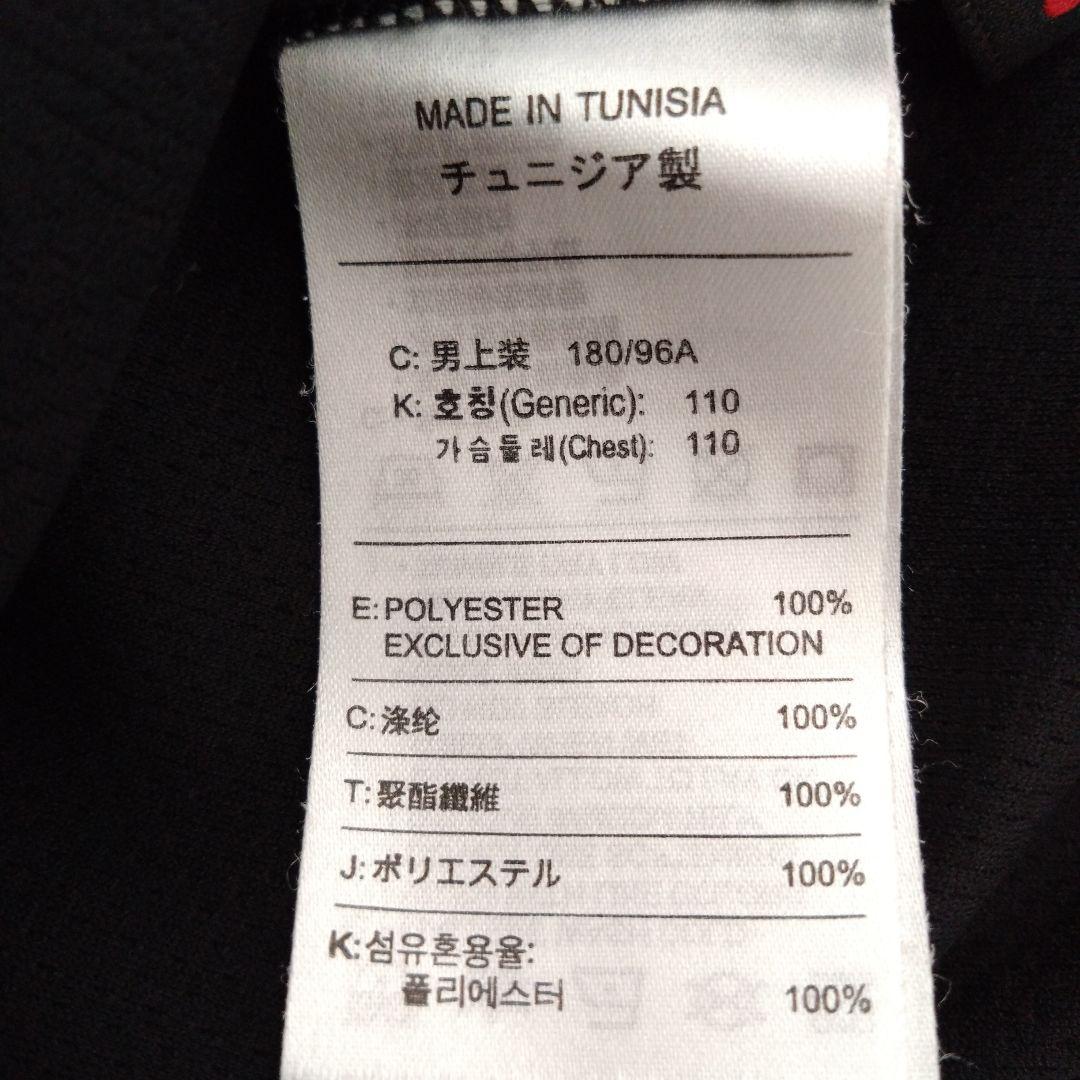 MADE IN TUNISIA
チュニジア製
C: 男上装 180/96A
K: 호칭(Generic): 110
가슴둘레(Chest): 110
E: POLYESTER 100%
EXCLUSIVE OF DECORATION
C: 涤纶 100%
T: 聚酯纖維 100%
J: ポリエステル 100%
K: 섬유혼용율:
폴리에스터 100%